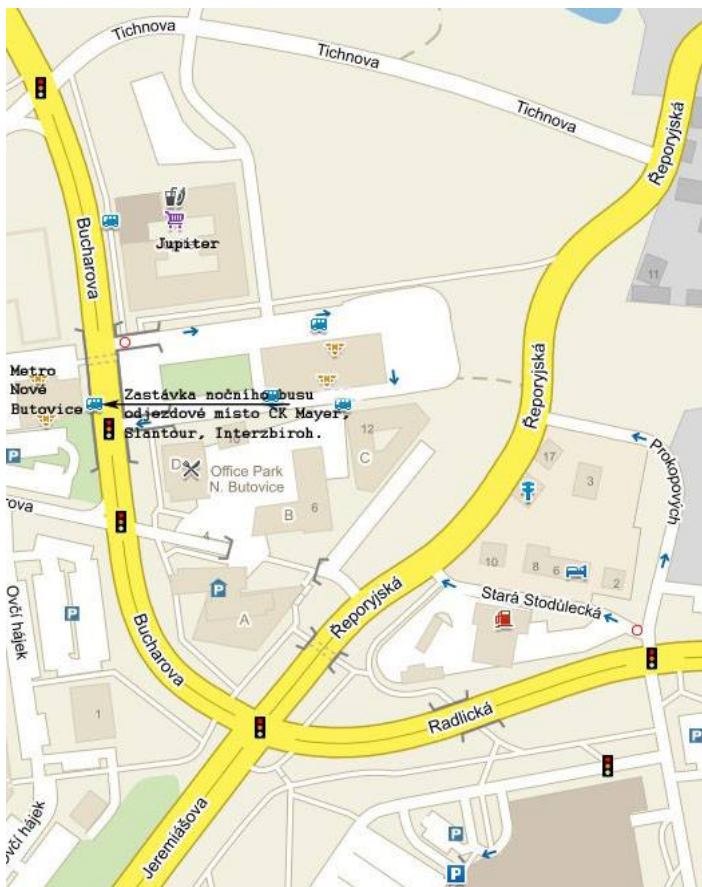 Tichnova
Tichnova
Tichnova
Řeporyjská
Bucharova
Jupiter
11
Metro
Nové
Butovice
Zastávka nočního busu
odjezdové místo ČK Mayer,
Slantour, Interzbiroh.
Řeporyjská
12
D
C
Office Park
N. Butovice
B
6
17
3
Prokopových
P
rova
4
10
8
6
2
Stará Stodůlecká
P
A
P
Řeporyjská
Ovčí hájek
Bucharova
1
Radlická
P
Jeremiášova
Ovčí hájek
P
P